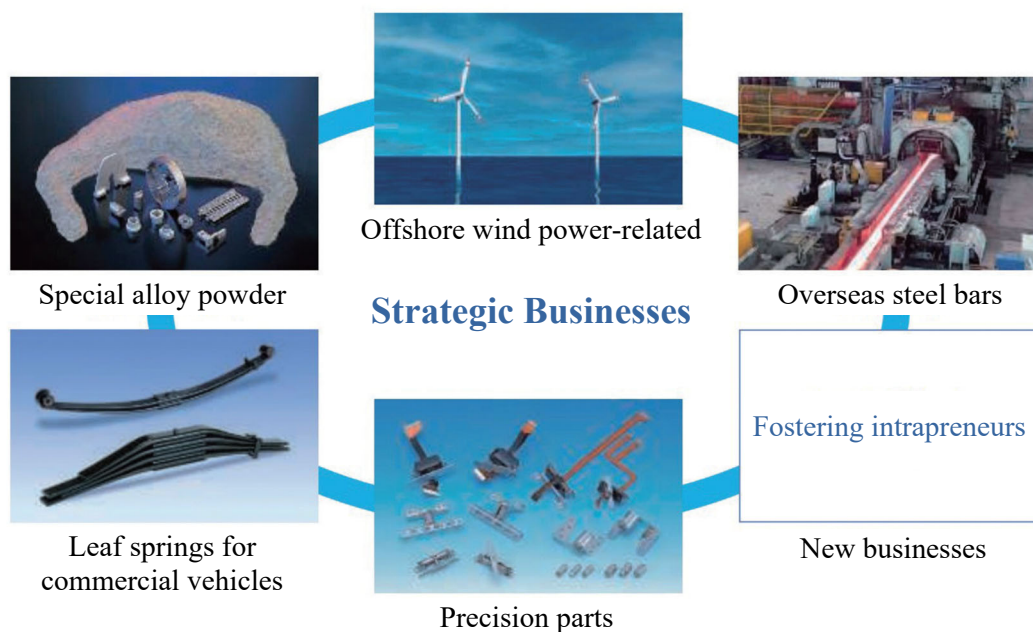 Offshore wind power-related
Special alloy powder
Strategic Businesses
Overseas steel bars
Fostering intrapreneurs
Leaf springs for
commercial vehicles
New businesses
Precision parts